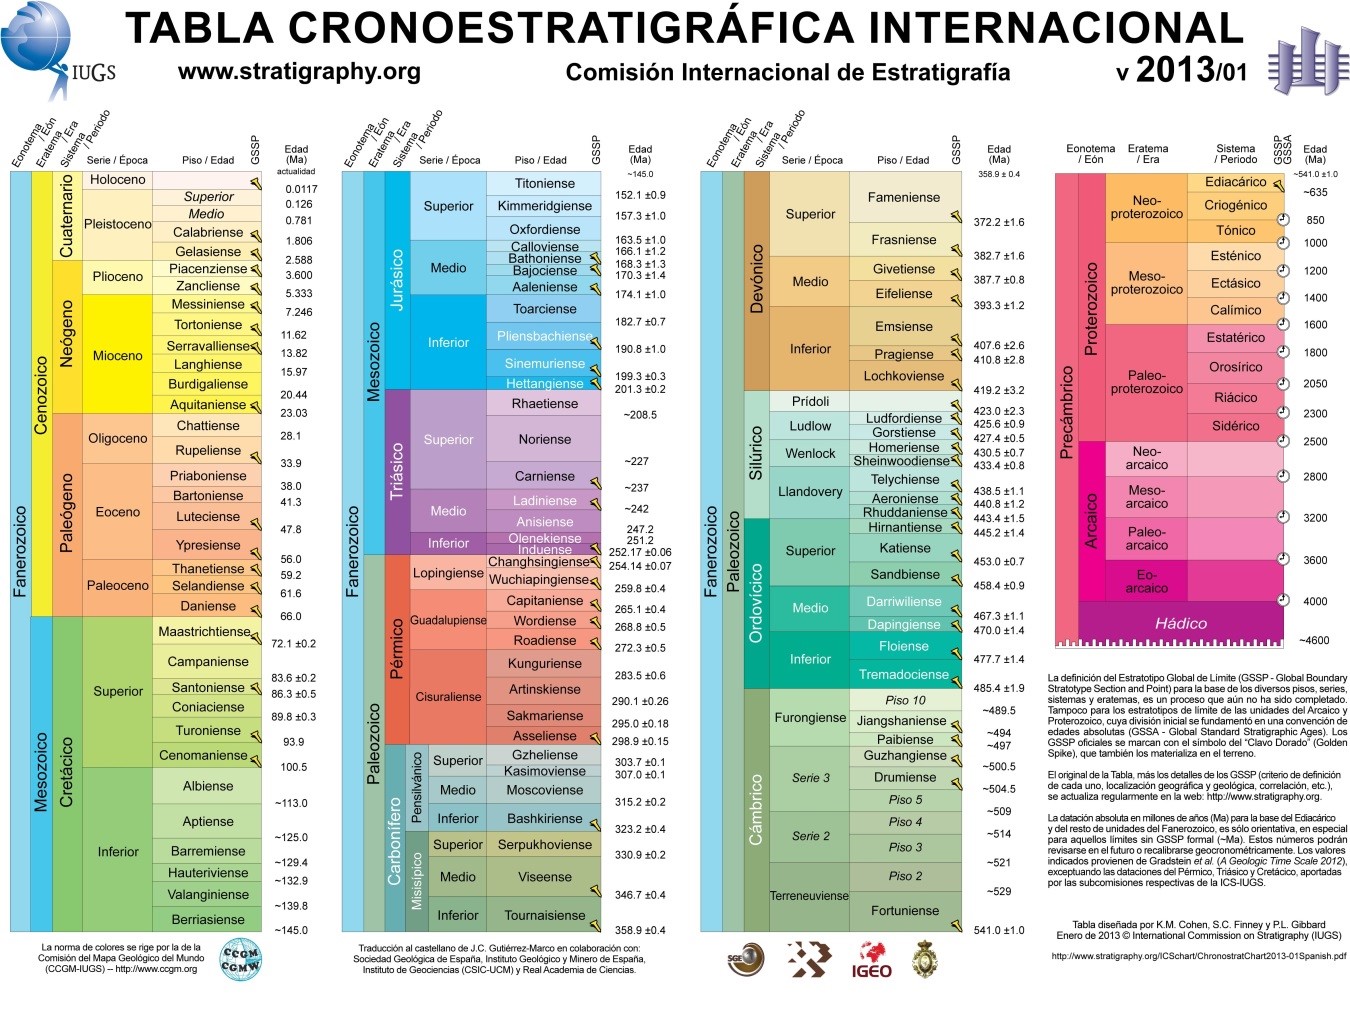 TABLA CRONOESTRATIGRÁFICA INTERNACIONAL
IUGS
www.stratigraphy.org
Comisión Internacional de Estratigrafía
v 2013/01
Eonotema / Eón
Eratema / Era
Sistema / Periodo
Serie / Época
Piso / Edad
GSSP
Edad (Ma)
actualidad
Fanerozoico
Cenozoico
Cuaternario
Holoceno
0.0117
Pleistoceno
Superior
0.126
Medio
0.781
Calabriense
1.806
Gelasiense
2.588
Neógeno
Plioceno
Piacenziense
3.600
Zancliense
5.333
Mioceno
Messiniense
7.246
Tortoniense
11.62
Serravalliense
13.82
Langhiense
15.97
Burdigaliense
20.44
Aquitaniense
23.03
Paleógeno
Oligoceno
Chattiense
28.1
Rupeliense
33.9
Eoceno
Priaboniense
38.0
Bartoniense
41.3
Luteciense
47.8
Ypresiense
56.0
Paleoceno
Thanetiense
59.2
Selandiense
61.6
Daniense
66.0
Mesozoico
Cretácico
Superior
Maastrichtiense
72.1 ±0.2
Campaniense
83.6 ±0.2
Santoniense
86.3 ±0.5
Coniaciense
89.8 ±0.3
Turoniense
93.9
Cenomaniense
100.5
Inferior
Albiense
~113.0
Aptiense
~125.0
Barremiense
~129.4
Hauteriviense
~132.9
Valanginiense
~139.8
Berriasiense
~145.0
Eonotema / Eón
Eratema / Era
Sistema / Periodo
Serie / Época
Piso / Edad
GSSP
Edad (Ma)
~145.0
Fanerozoico
Mesozoico
Jurásico
Superior
Titoniense
152.1 ±0.9
Kimmeridgiense
157.3 ±1.0
Oxfordiense
163.5 ±1.0
Medio
Calloviense
166.1 ±1.2
Bathoniense
168.3 ±1.3
Bajociense
170.3 ±1.4
Aaleniense
174.1 ±1.0
Inferior
Toarciense
182.7 ±0.7
Pliensbachiense
190.8 ±1.0
Sinemuriense
199.3 ±0.3
Hettangiense
201.3 ±0.2
Triásico
Superior
Rhaetiense
~208.5
Noriense
~227
Carniense
~237
Medio
Ladiniense
~242
Anisiense
247.2
Inferior
Olenekiense
251.2
Induense
252.17 ±0.06
Paleozoico
Pérmico
Lopingiense
Changhsingiense
254.14 ±0.07
Wuchiapingiense
259.8 ±0.4
Guadalupiense
Capitaniense
265.1 ±0.4
Wordiense
268.8 ±0.5
Roadiense
272.3 ±0.5
Cisuraliense
Kunguriense
283.5 ±0.6
Artinskiense
290.1 ±0.26
Sakmariense
295.0 ±0.18
Asseliense
298.9 ±0.15
Carbonífero
Pensilvánico
Superior
Gzheliense
303.7 ±0.1
Kasimoviense
307.0 ±0.1
Medio
Moscoviense
315.2 ±0.2
Inferior
Bashkiriense
323.2 ±0.4
Misisípico
Superior
Serpukhoviense
330.9 ±0.2
Medio
Viseense
346.7 ±0.4
Inferior
Tournaisiense
358.9 ±0.4
Eonotema / Eón
Eratema / Era
Sistema / Periodo
Serie / Época
Piso / Edad
GSSP
Edad (Ma)
358.9 ± 0.4
Fanerozoico
Paleozoico
Devónico
Superior
Fameniense
372.2 ±1.6
Frasniense
382.7 ±1.6
Medio
Givetiense
387.7 ±0.8
Eifeliense
393.3 ±1.2
Inferior
Emsiense
407.6 ±2.6
Pragiense
410.8 ±2.8
Lochkoviense
419.2 ±3.2
Silúrico
Prídoli
423.0 ±2.3
Ludlow
Ludfordiense
425.6 ±0.9
Gorstiense
427.4 ±0.5
Wenlock
Homeriense
430.5 ±0.7
Sheinwoodiense
433.4 ±0.8
Llandovery
Telychiense
438.5 ±1.1
Aeroniense
440.8 ±1.2
Rhuddaniense
443.4 ±1.5
Ordovícico
Superior
Hirnantiense
445.2 ±1.4
Katiense
453.0 ±0.7
Sandbiense
458.4 ±0.9
Medio
Darriwiliense
467.3 ±1.1
Dapingiense
470.0 ±1.4
Inferior
Floiense
477.7 ±1.4
Tremadociense
485.4 ±1.9
Cámbrico
Furongiense
Piso 10
~489.5
Jiangshaniense
~494
Paibiense
~497
Serie 3
Guzhangiense
~500.5
Drumiense
~504.5
Piso 5
~509
Serie 2
Piso 4
~514
Piso 3
~521
Terreneuviense
Piso 2
~529
Fortuniense
541.0 ±1.0
Eonotema / Eón
Eratema / Era
Sistema / Periodo
GSSP
GSSA
Edad (Ma)
~541.0 ±1.0
Precámbrico
Proterozoico
Neo-
proterozoico
Ediacárico
~635
Criogénico
850
Tónico
1000
Meso-
proterozoico
Esténico
1200
Ectásico
1400
Calímico
1600
Paleo-
proterozoico
Estatérico
1800
Orosírico
2050
Riácico
2300
Sidérico
2500
Arcaico
Neo-
arcaico
2800
Meso-
arcaico
3200
Paleo-
arcaico
3600
Eo-
arcaico
4000
Hádico
~4600
La definición del Estratotipo Global de Límite (GSSP - Global Boundary
Stratotype Section and Point) para la base de los diversos pisos, series,
sistemas y eratemas, es un proceso que aún no ha sido completado.
Tampoco para los estratotipos de límite de las unidades del Arcaico y
Proterozoico, cuya división inicial se fundamentó en una convención de
edades absolutas (GSSA - Global Standard Stratigraphic Ages). Los
GSSP oficiales se marcan con el símbolo del "Clavo Dorado" (Golden
Spike), que también los materializa en el terreno.
El original de la Tabla, más los detalles de los GSSP (criterio de definición
de cada uno, localización geográfica y geológica, correlación, etc.),
se actualiza regularmente en la web: http://www.stratigraphy.org.
La datación absoluta en millones de años (Ma) para la base del Ediacárico
y del resto de unidades del Fanerozoico, es sólo orientativa, en especial
para aquellos límites sin GSSP formal (~Ma). Estos números podrán
revisarse en el futuro o recalibrarse geocronométricamente. Los valores
indicados provienen de Gradstein et al. (A Geologic Time Scale 2012),
exceptuando las dataciones del Pérmico, Triásico y Cretácico, aportadas
por las subcomisiones respectivas de la ICS-IUGS.
Tabla diseñada por K.M. Cohen, S.C. Finney y P.L. Gibbard
Enero de 2013 © International Commission on Stratigraphy (IUGS)
http://www.stratigraphy.org/ICSchart/ChronostratChart2013-01Spanish.pdf
La norma de colores se rige por la de la
Comisión del Mapa Geológico del Mundo
(CCGM-IUGS) – http://www.ccgm.org
CCGM
CGMW
Traducción al castellano de J.C. Gutiérrez-Marco en colaboración con:
Sociedad Geológica de España, Instituto Geológico y Minero de España,
Instituto de Geociencias (CSIC-UCM) y Real Academia de Ciencias.
SGE
IGEO